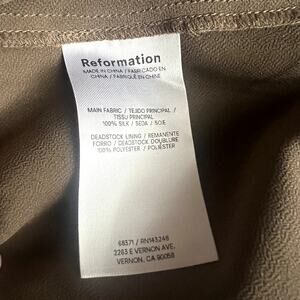 Reformation
MADE IN CHINA / FABRICADO EN
CHINA / FABRIQUÉ EN CHINE
MAIN FABRIC / TEJIDO PRINCIPAL /
TISSU PRINCIPAL
100% SILK / SEDA / SOIE
DEADSTOCK LINING / REMANENTE
FORRO / DEADSTOCK DOUBLURE
100% POLYESTER / POLIÉSTER
68371 / RN143246
2263 E VERNON AVE.
VERNON, CA 90058